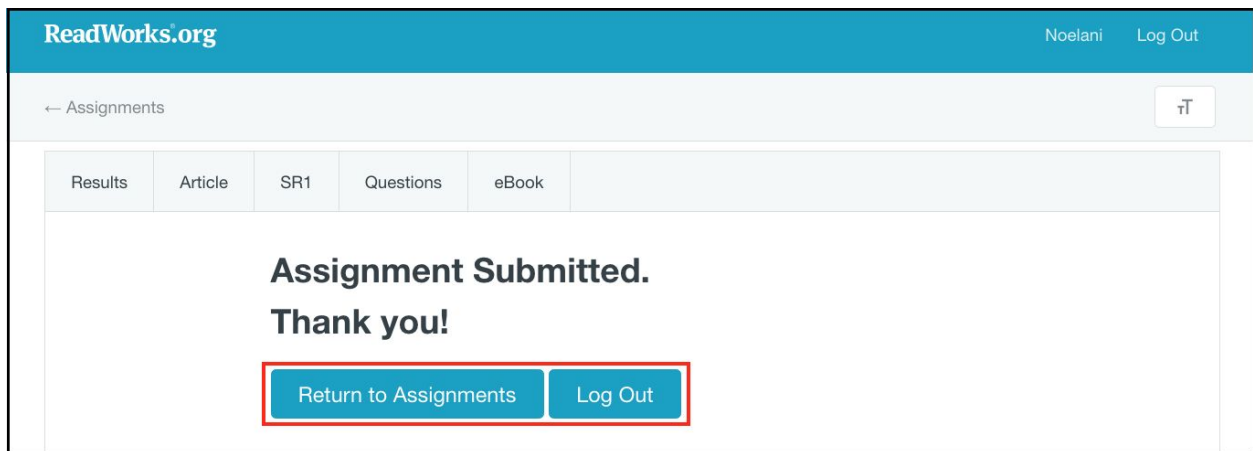 ReadWorks.org Noelani Log Out
← Assignments TT
Results Article SR1 Questions eBook
Assignment Submitted.
Thank you!
Return to Assignments Log Out